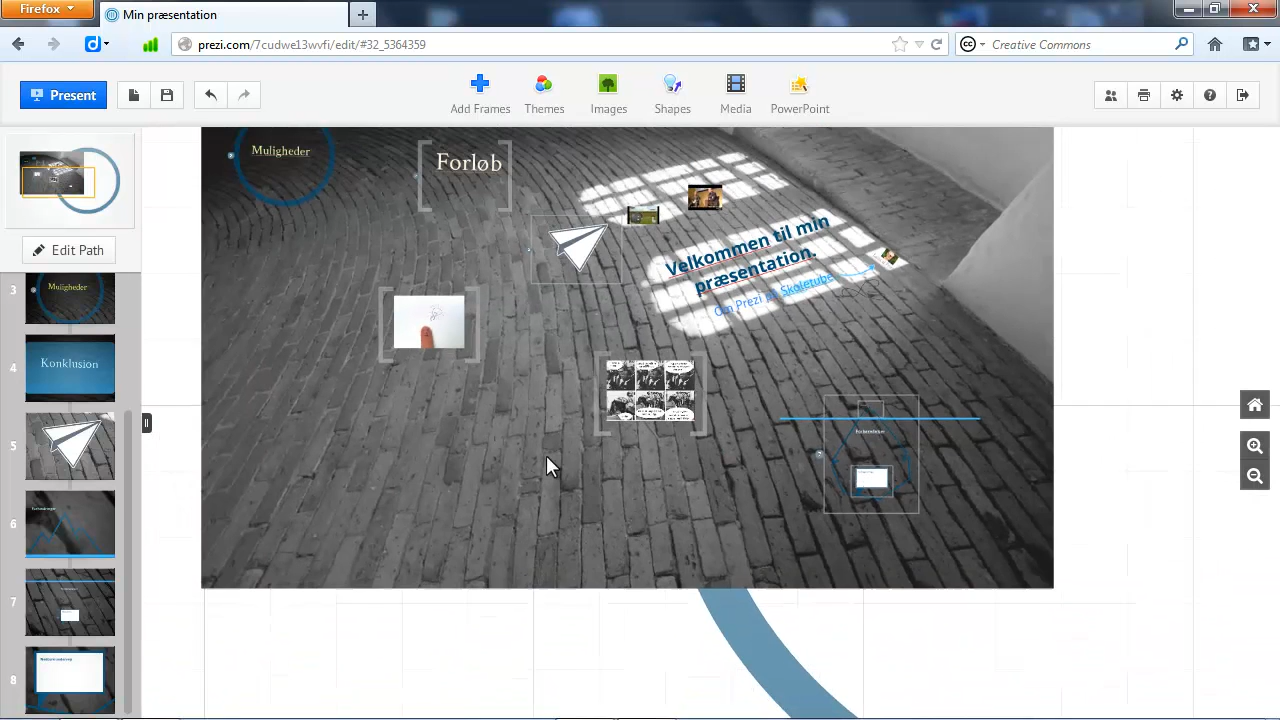 Firefox
Min præsentation
prezi.com/7cudwe13wvfi/edit/#32_5364359
Creative Commons
Present
Add Frames
Themes
Images
Shapes
Media
PowerPoint
Edit Path
Muligheder
Forløb
Velkommen til min
præsentation.
Om Prezi på Skoletube
3
Muligheder
4
Konklusion
5
6
7
8